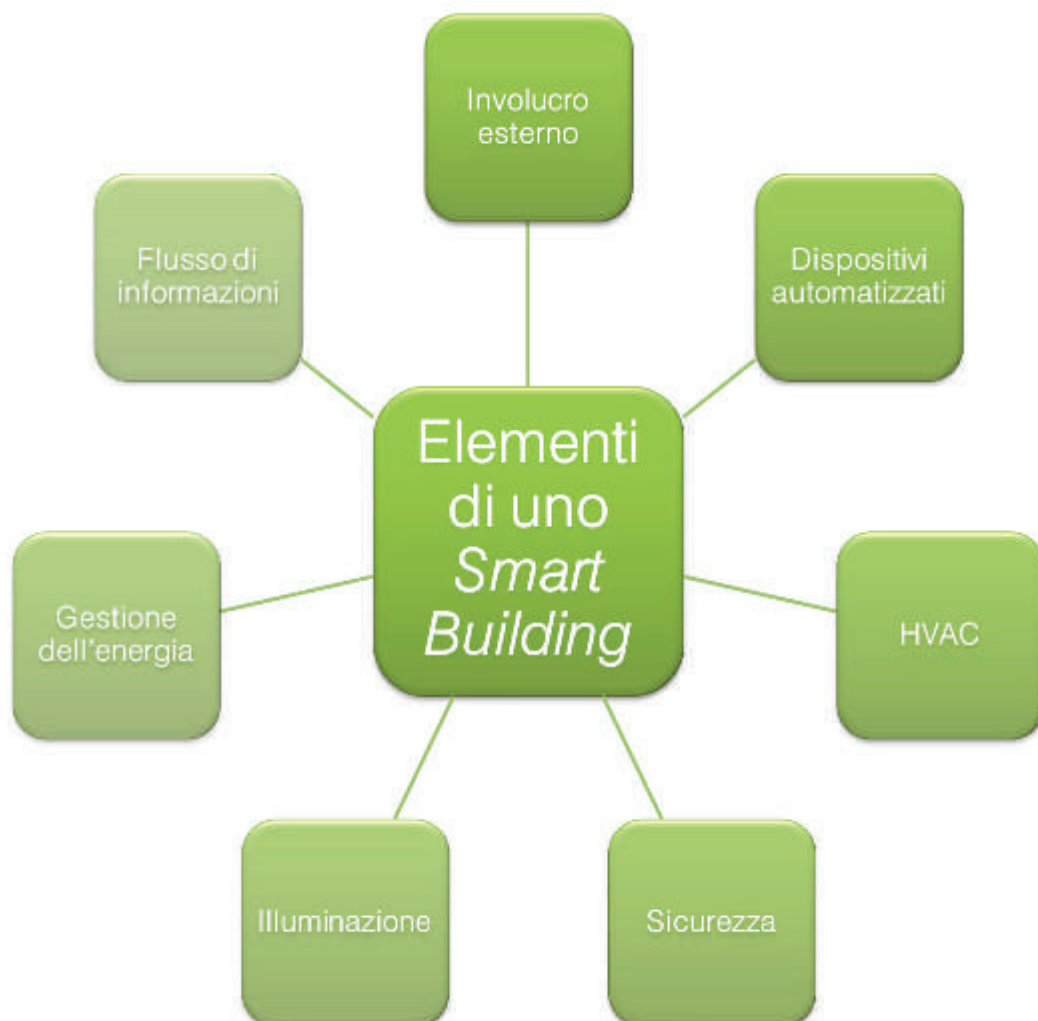 Involucro
esterno
Flusso di
informazioni
Dispositivi
automatizzati
Elementi
di uno
Smart
Building
Gestione
dell'energia
HVAC
Illuminazione
Sicurezza